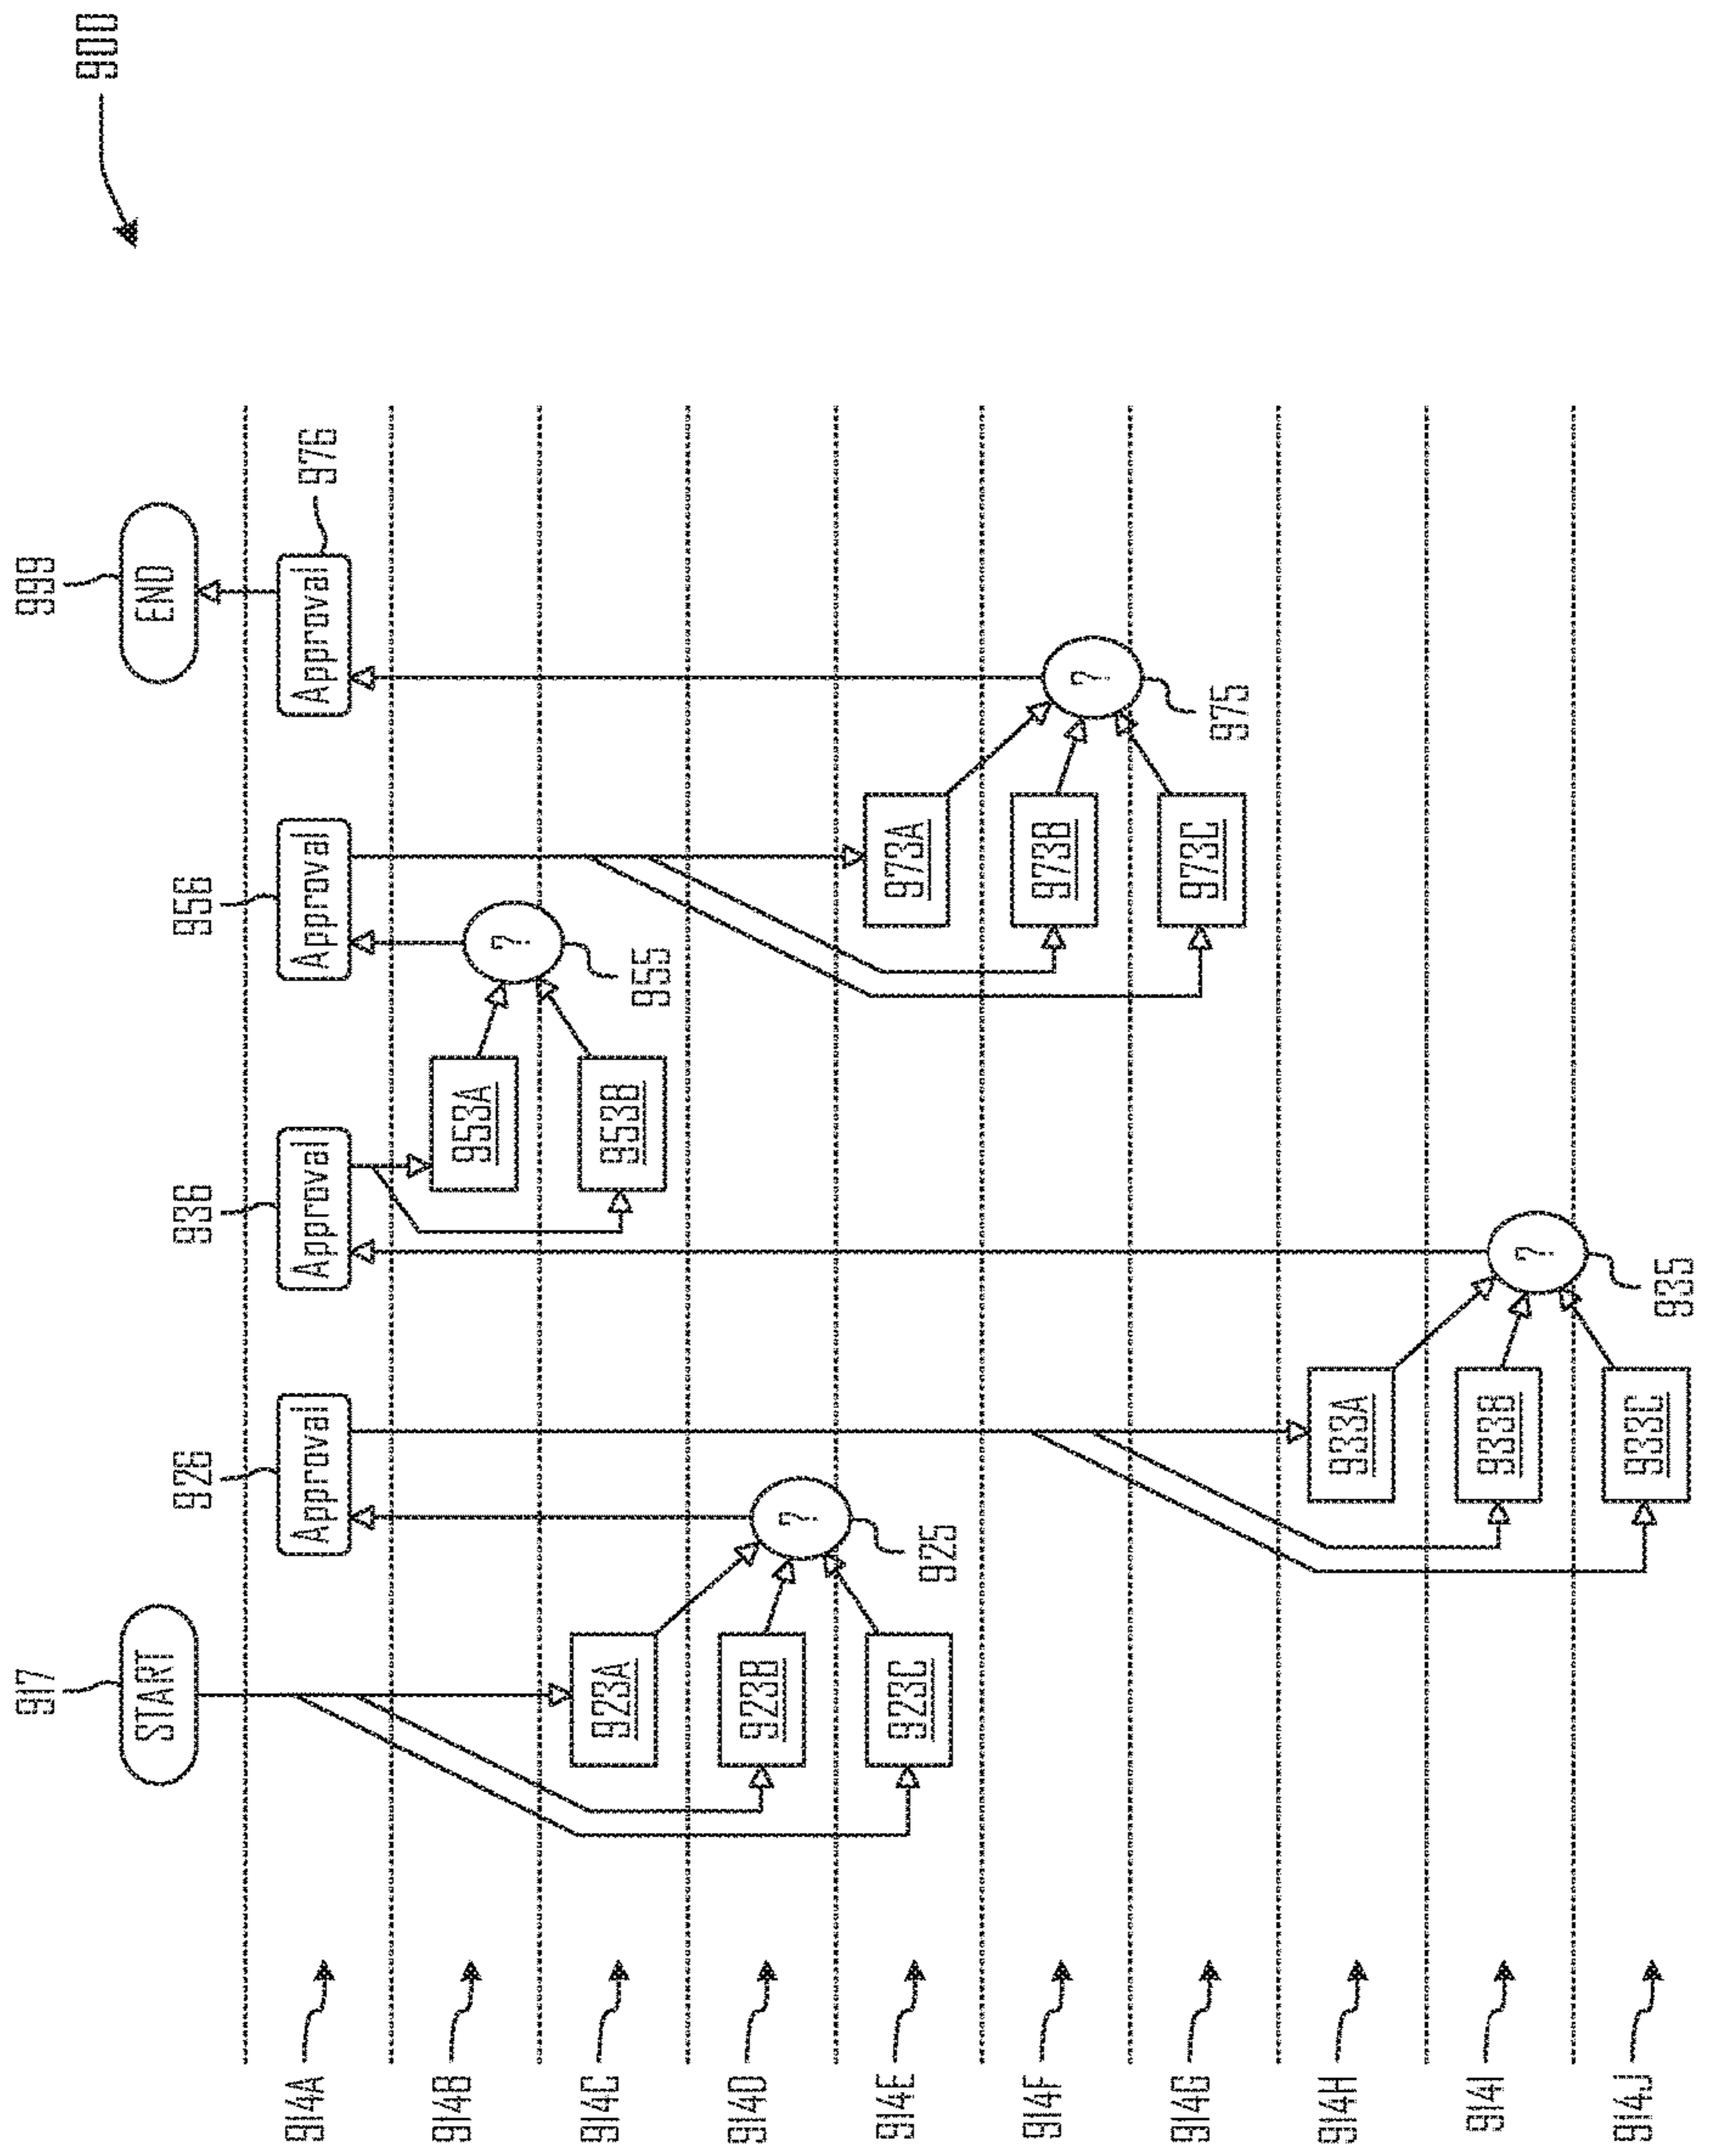 900
917
START
999
END
914A
926
Approval
936
Approval
956
Approval
976
Approval
914B
953A
?
955
914C
923A
953B
914D
923B
?
925
914E
923C
973A
914F
973B
?
975
914G
973C
914H
933A
914I
933B
?
935
914J
933C